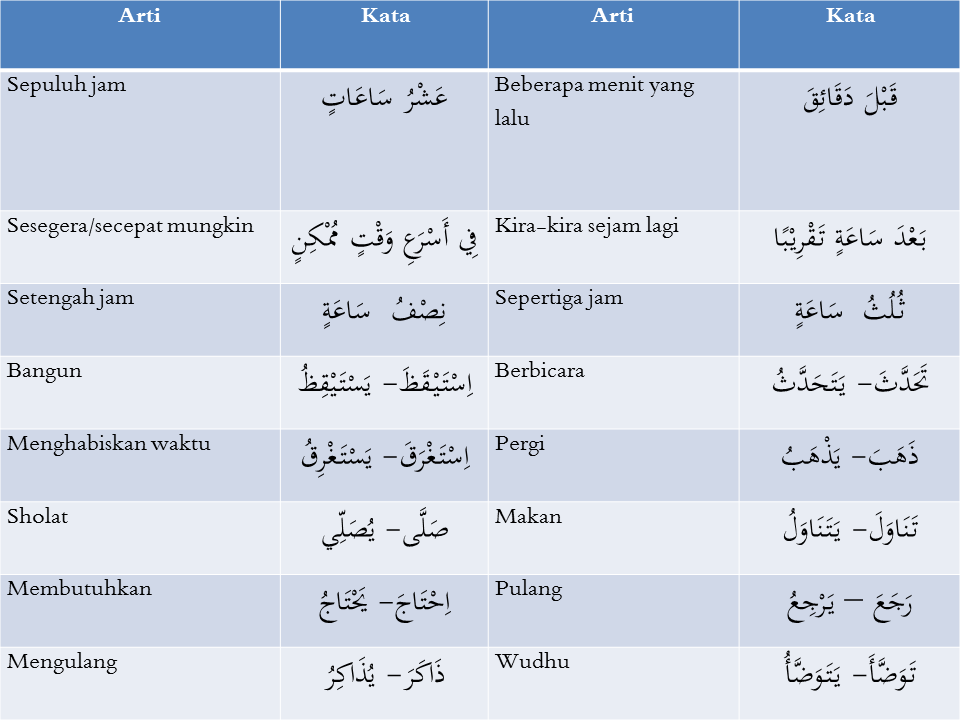 Arti Kata Arti Kata
Sepuluh jam عَشْرُ سَاعَاتٍ Beberapa menit yang lalu قَبْلَ دَقَائِقَ
Sesegera/secepat mungkin فِي أَسْرَعِ وَقْتٍ مُمْكِنٍ Kira-kira sejam lagi بَعْدَ سَاعَةٍ تَقْرِيْبًا
Setengah jam نِصْفُ سَاعَةٍ Sepertiga jam ثُلُثُ سَاعَةٍ
Bangun اِسْتَيْقَظَ- يَسْتَيْقِظُ Berbicara تَحَدَّثَ- يَتَحَدَّثُ
Menghabiskan waktu اِسْتَغْرَقَ- يَسْتَغْرِقُ Pergi ذَهَبَ- يَذْهَبُ
Sholat صَلَّى- يُصَلِّي Makan تَنَاوَلَ- يَتَنَاوَلُ
Membutuhkan اِحْتَاجَ- يَحْتَاجُ Pulang رَجَعَ – يَرْجِعُ
Mengulang ذَاكَرَ- يُذَاكِرُ Wudhu تَوَضَّأَ- يَتَوَضَّأُ